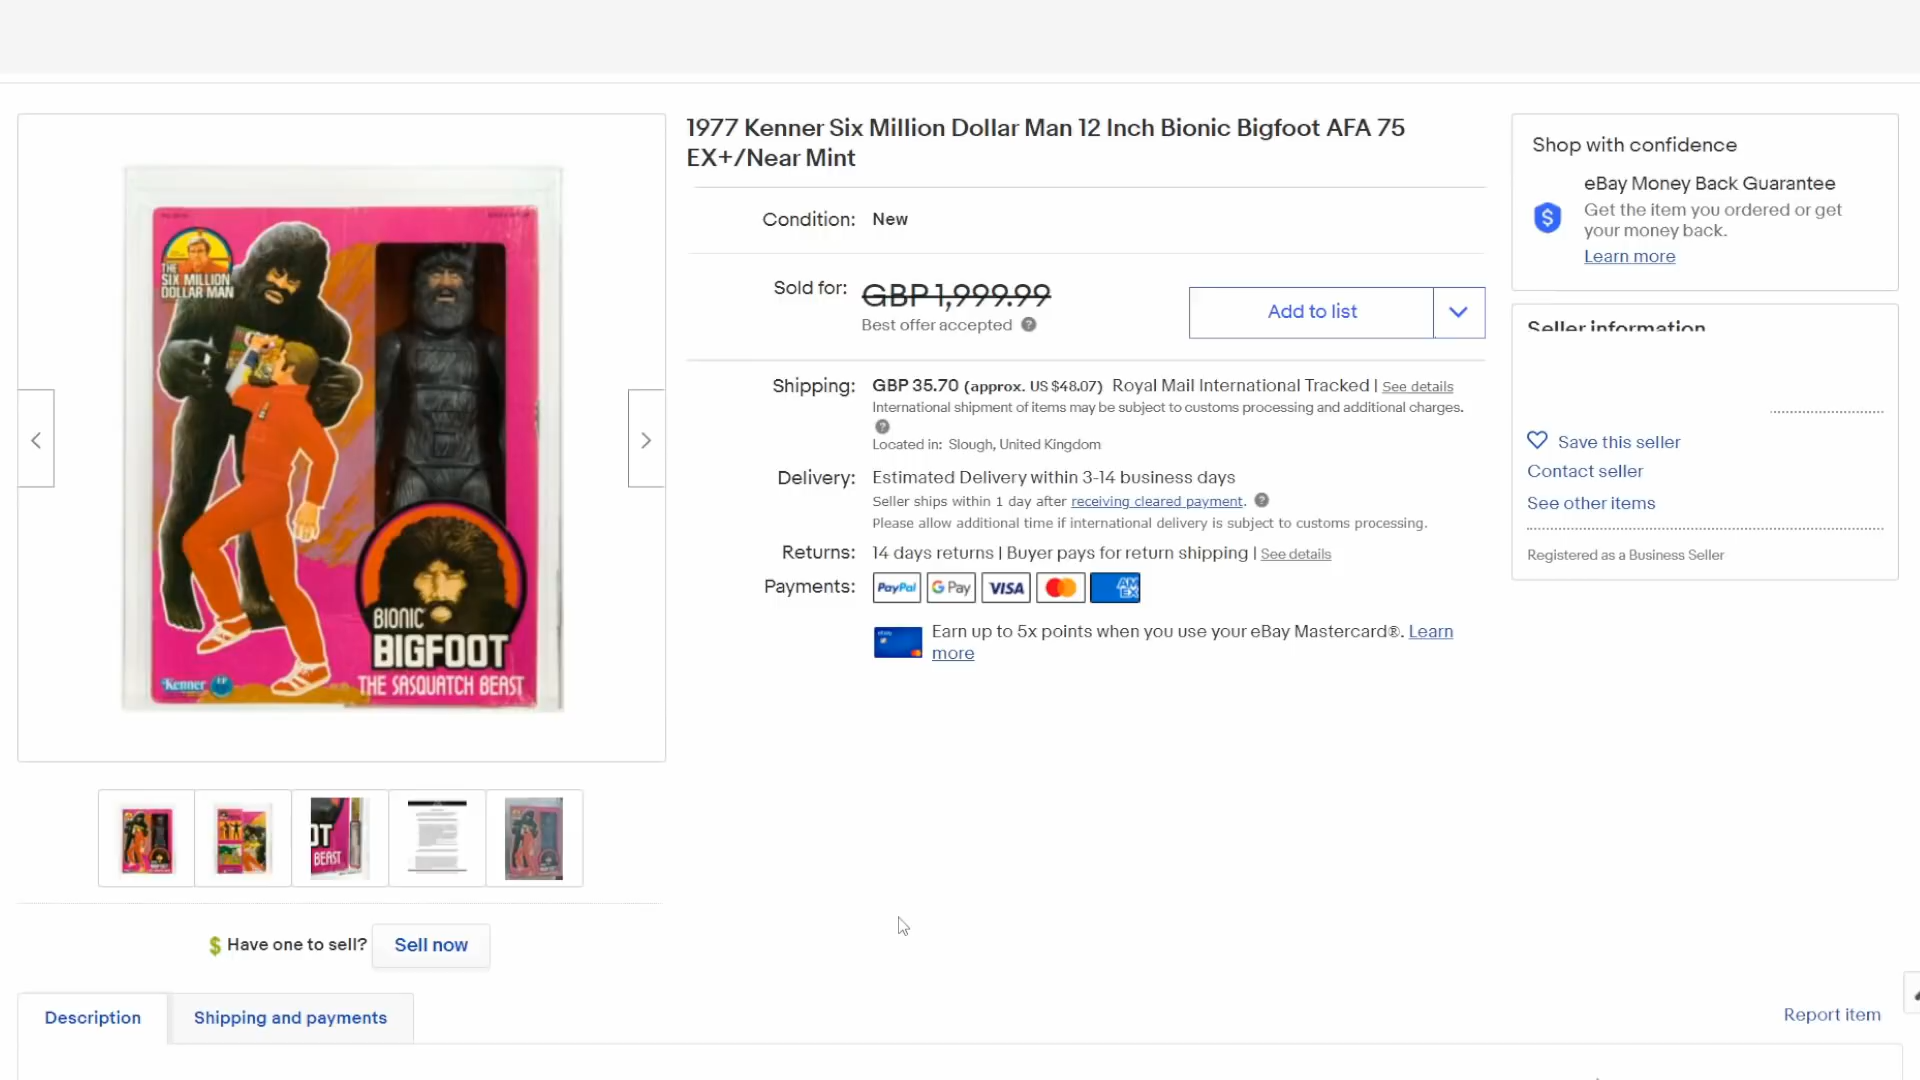 1977 Kenner Six Million Dollar Man 12 Inch Bionic Bigfoot AFA 75
EX+/Near Mint
Condition: New
Sold for: GBP 1,999.99
Best offer accepted
Add to list
Shipping: GBP 35.70 (approx. US $48.07) Royal Mail International Tracked | See details
International shipment of items may be subject to customs processing and additional charges.
Located in: Slough, United Kingdom
Delivery: Estimated Delivery within 3-14 business days
Seller ships within 1 day after receiving cleared payment.
Please allow additional time if international delivery is subject to customs processing.
Returns: 14 days returns | Buyer pays for return shipping | See details
Payments: PayPal G Pay VISA AM EX
Earn up to 5x points when you use your eBay Mastercard®. Learn
more
Shop with confidence
eBay Money Back Guarantee
Get the item you ordered or get
your money back.
Learn more
Seller information
Save this seller
Contact seller
See other items
Registered as a Business Seller
THE
SIX MILLION
DOLLAR MAN
BIONIC
BIGFOOT
THE SASQUATCH BEAST
Kenner
OT
BEAST
Have one to sell? Sell now
Description
Shipping and payments
Report item